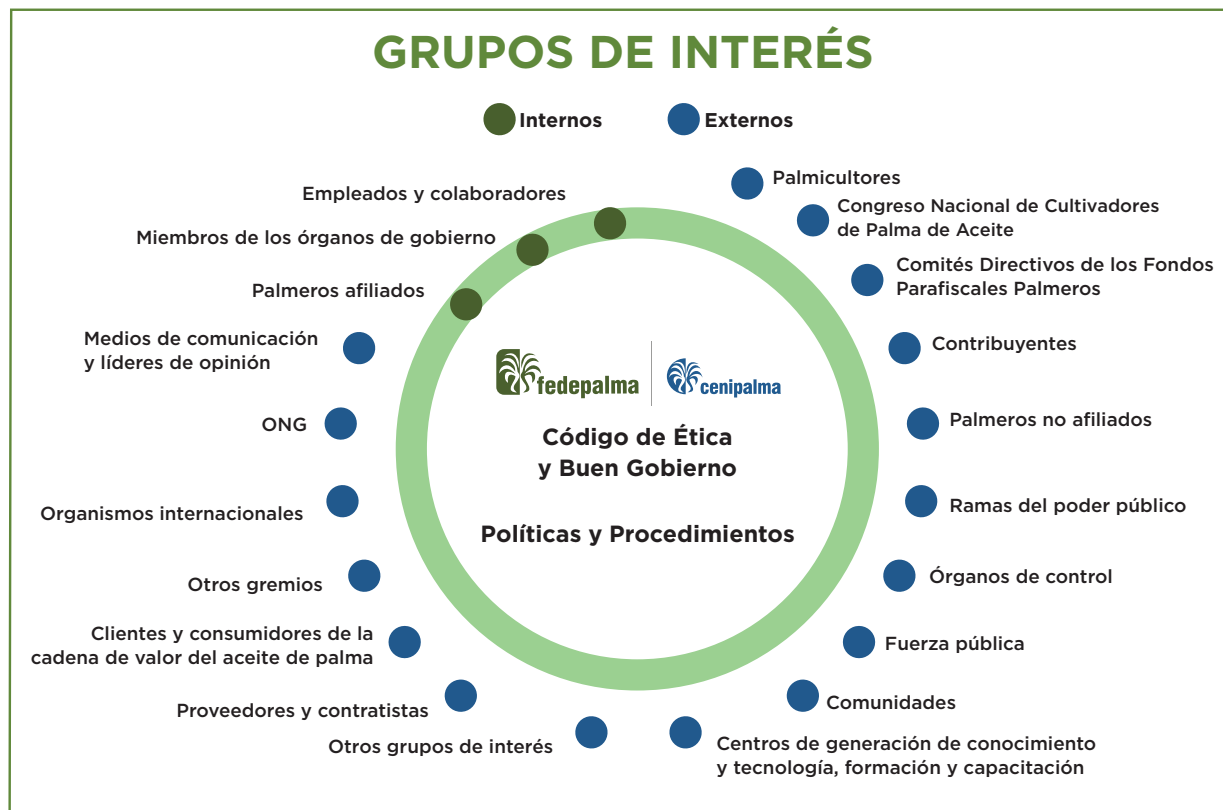 GRUPOS DE INTERÉS
Internos
Externos
Empleados y colaboradores
Miembros de los órganos de gobierno
Palmeros afiliados
Medios de comunicación
y líderes de opinión
ONG
Organismos internacionales
Otros gremios
Clientes y consumidores de la
cadena de valor del aceite de palma
Proveedores y contratistas
Otros grupos de interés
fedepalma
cenipalma
Código de Ética
y Buen Gobierno
Políticas y Procedimientos
Palmicultores
Congreso Nacional de Cultivadores
de Palma de Aceite
Comités Directivos de los Fondos
Parafiscales Palmeros
Contribuyentes
Palmeros no afiliados
Ramas del poder público
Órganos de control
Fuerza pública
Comunidades
Centros de generación de conocimiento
y tecnología, formación y capacitación